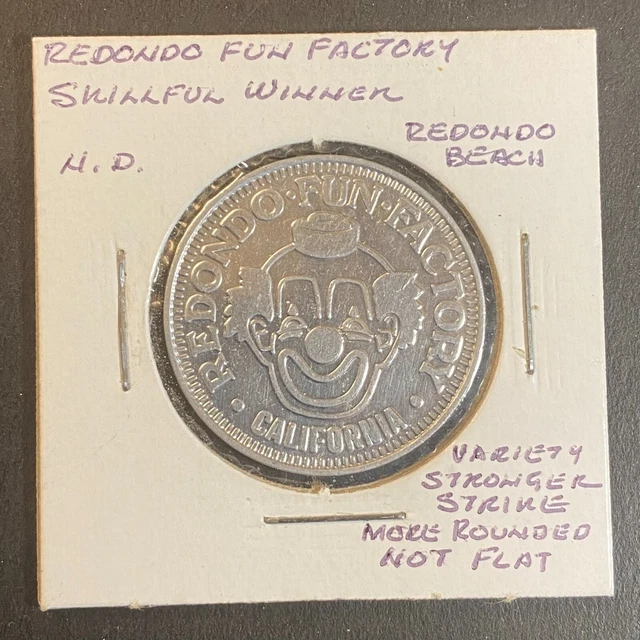 REDONDO FUN FACTORY
SKILLFUL WINNER
N. D.
REDONDO
BEACH
REDONDO·FUN·FACTORY
• CALIFORNIA •
VARIETY
STRONGER
STRIKE
MORE ROUNDED
NOT FLAT